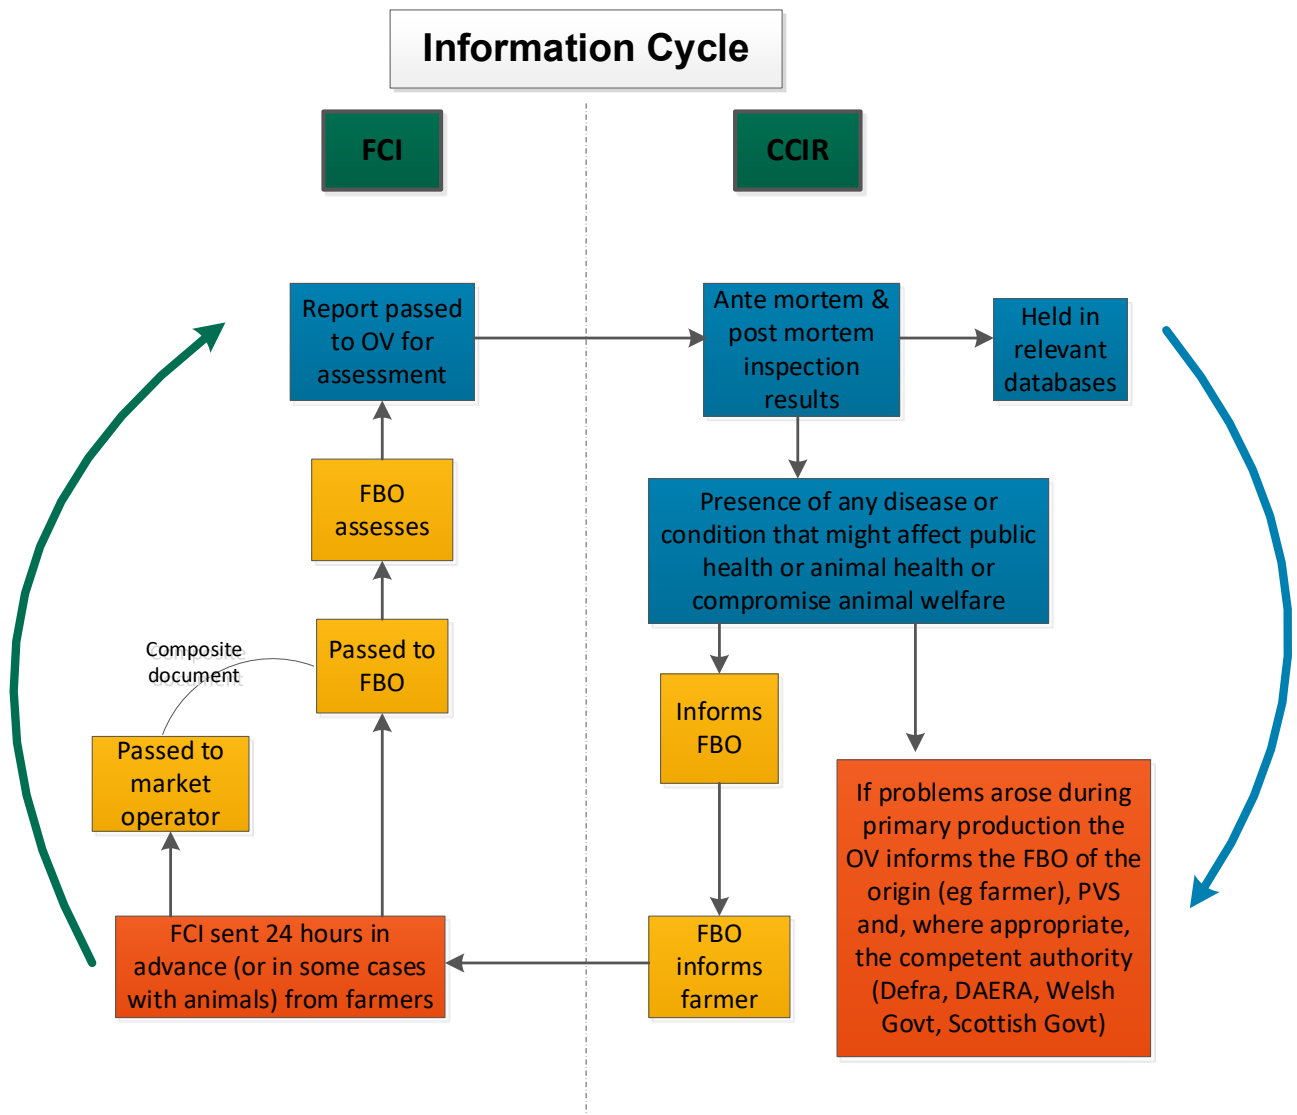 Information Cycle
FCI
CCIR
Report passed
to OV for
assessment
Ante mortem &
post mortem
inspection
results
Held in
relevant
databases
FBO
assesses
Presence of any disease or
condition that might affect public
health or animal health or
compromise animal welfare
Composite
document
Passed to
FBO
Informs
FBO
Passed to
market
operator
If problems arose during
primary production the
OV informs the FBO of the
origin (eg farmer), PVS
and, where appropriate,
the competent authority
(Defra, DAERA, Welsh
Govt, Scottish Govt)
FCI sent 24 hours in
advance (or in some cases
with animals) from farmers
FBO
informs
farmer